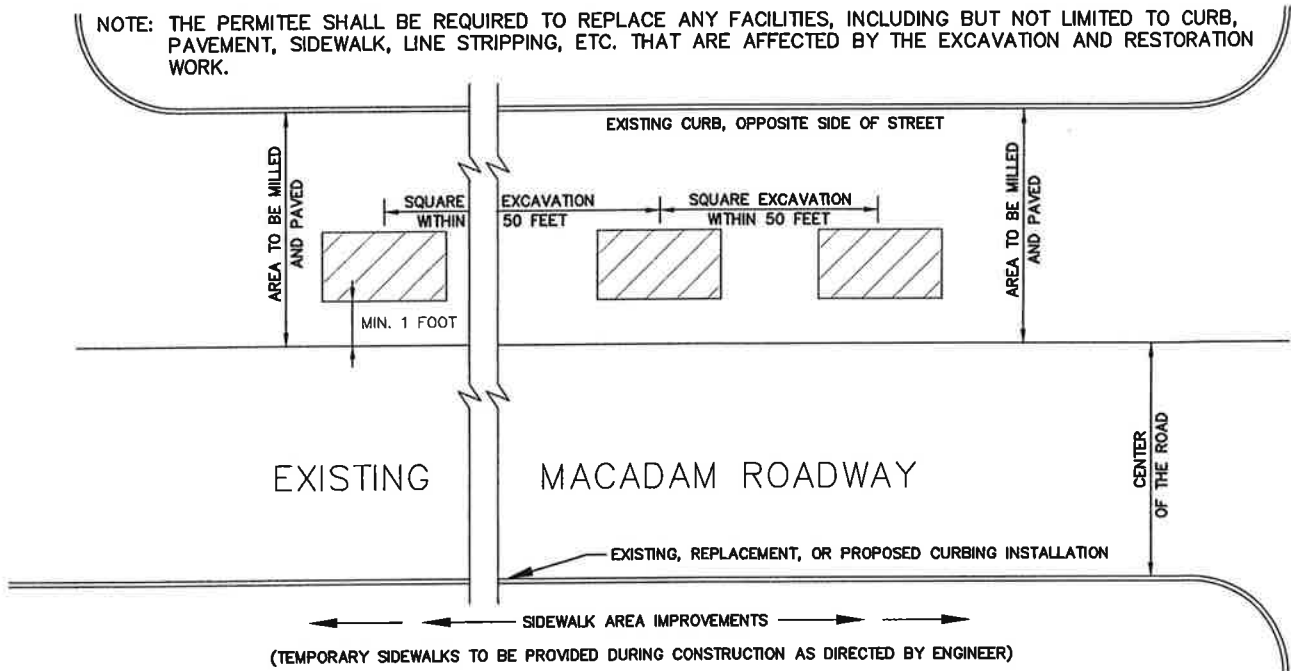 NOTE: THE PERMITEE SHALL BE REQUIRED TO REPLACE ANY FACILITIES, INCLUDING BUT NOT LIMITED TO CURB,
PAVEMENT, SIDEWALK, LINE STRIPPING, ETC. THAT ARE AFFECTED BY THE EXCAVATION AND RESTORATION
WORK.
EXISTING CURB, OPPOSITE SIDE OF STREET
AREA TO BE MILLED
AND PAVED
SQUARE EXCAVATION
WITHIN 50 FEET
SQUARE EXCAVATION
WITHIN 50 FEET
AREA TO BE MILLED
AND PAVED
MIN. 1 FOOT
EXISTING MACADAM ROADWAY
CENTER
OF THE ROAD
EXISTING, REPLACEMENT, OR PROPOSED CURBING INSTALLATION
SIDEWALK AREA IMPROVEMENTS
(TEMPORARY SIDEWALKS TO BE PROVIDED DURING CONSTRUCTION AS DIRECTED BY ENGINEER)